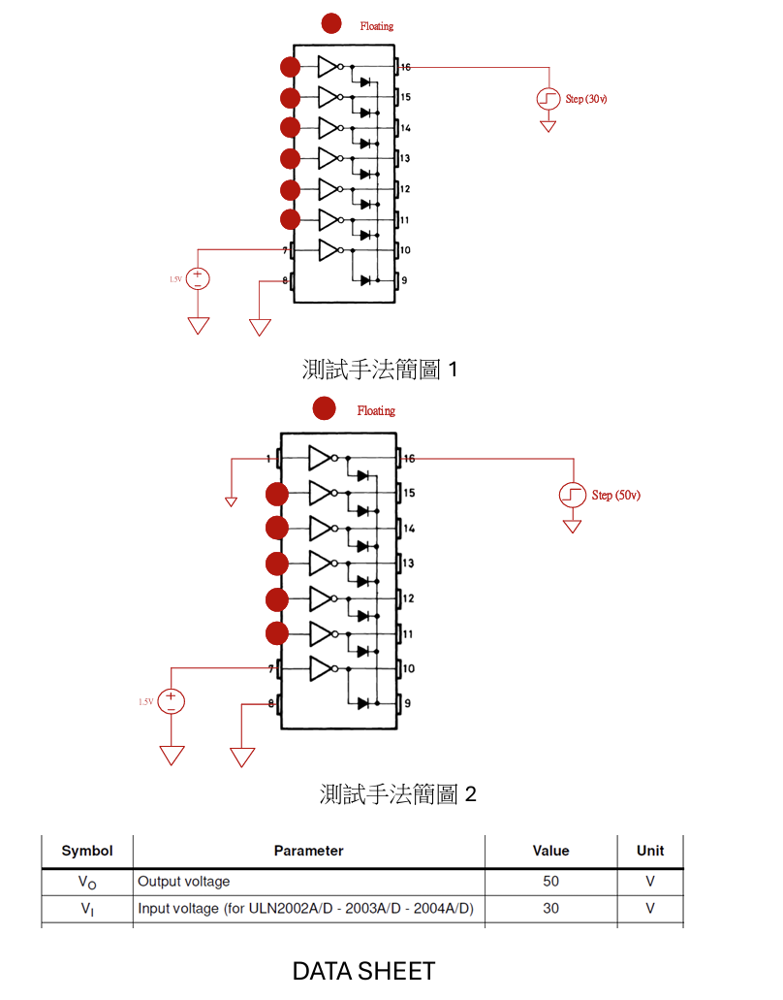 Floating
16
Step (30v)
15
14
13
12
11
7
10
1.5V
8
9
測試手法簡圖 1
Floating
1
16
15
Step (50v)
14
13
12
11
7
10
1.5V
8
9
測試手法簡圖 2
Symbol Parameter Value Unit
VO Output voltage 50 V
VI Input voltage (for ULN2002A/D - 2003A/D - 2004A/D) 30 V
DATA SHEET